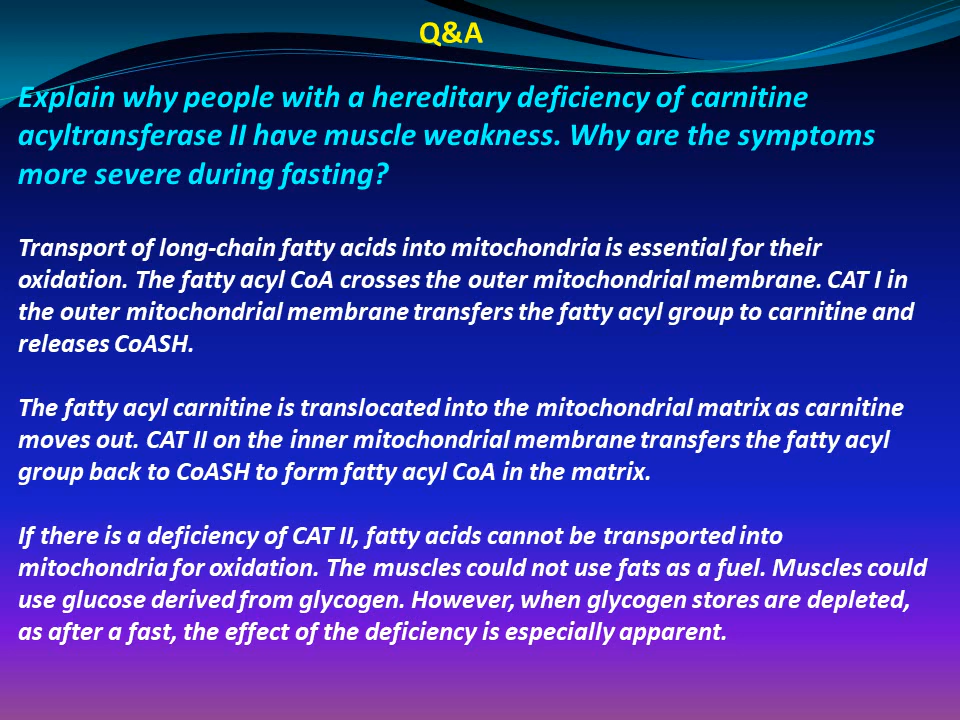 Q&A
Explain why people with a hereditary deficiency of carnitine
acyltransferase II have muscle weakness. Why are the symptoms
more severe during fasting?
Transport of long-chain fatty acids into mitochondria is essential for their
oxidation. The fatty acyl CoA crosses the outer mitochondrial membrane. CAT I in
the outer mitochondrial membrane transfers the fatty acyl group to carnitine and
releases CoASH.
The fatty acyl carnitine is translocated into the mitochondrial matrix as carnitine
moves out. CAT II on the inner mitochondrial membrane transfers the fatty acyl
group back to CoASH to form fatty acyl CoA in the matrix.
If there is a deficiency of CAT II, fatty acids cannot be transported into
mitochondria for oxidation. The muscles could not use fats as a fuel. Muscles could
use glucose derived from glycogen. However, when glycogen stores are depleted,
as after a fast, the effect of the deficiency is especially apparent.